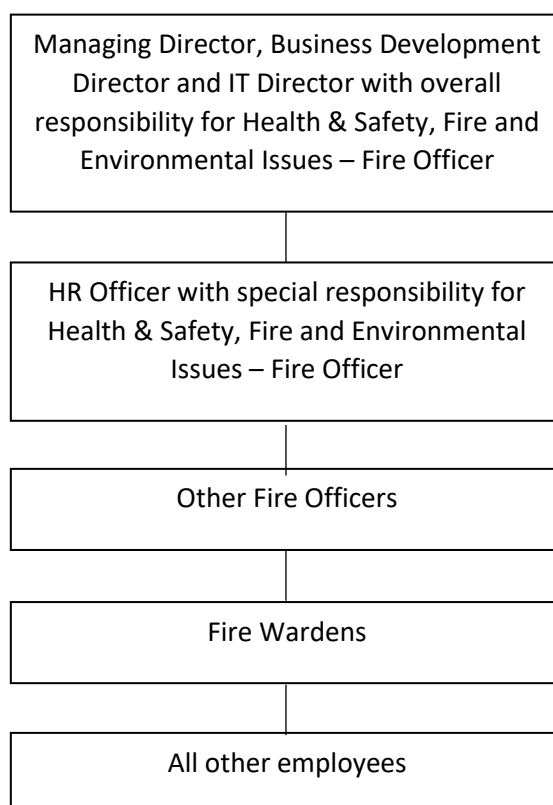 Managing Director, Business Development
Director and IT Director with overall
responsibility for Health & Safety, Fire and
Environmental Issues – Fire Officer
HR Officer with special responsibility for
Health & Safety, Fire and Environmental
Issues – Fire Officer
Other Fire Officers
Fire Wardens
All other employees